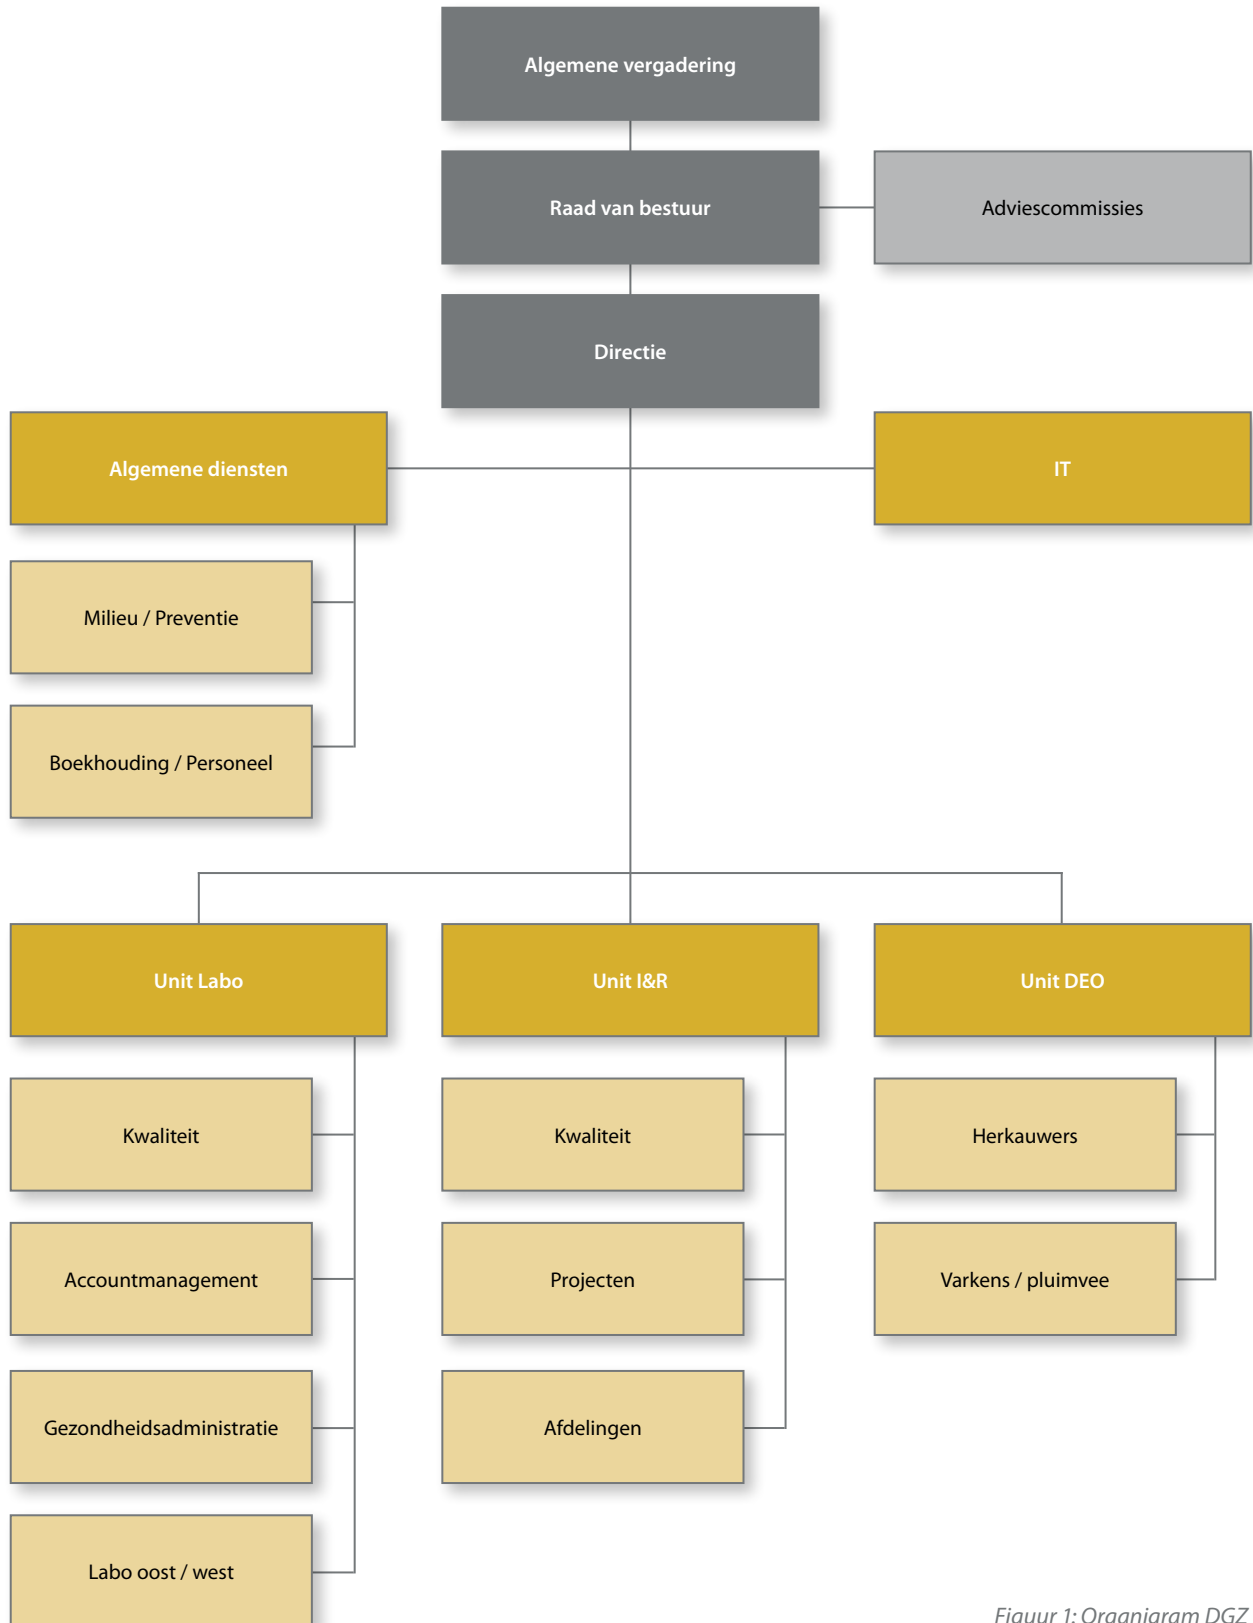 Algemene vergadering
Raad van bestuur
Adviescommissies
Directie
Algemene diensten
IT
Milieu / Preventie
Boekhouding / Personeel
Unit Labo
Unit I&R
Unit DEO
Kwaliteit
Kwaliteit
Herkauwers
Accountmanagement
Projecten
Varkens / pluimvee
Gezondheidsadministratie
Afdelingen
Labo oost / west
Figuur 1: Organigram DGZ